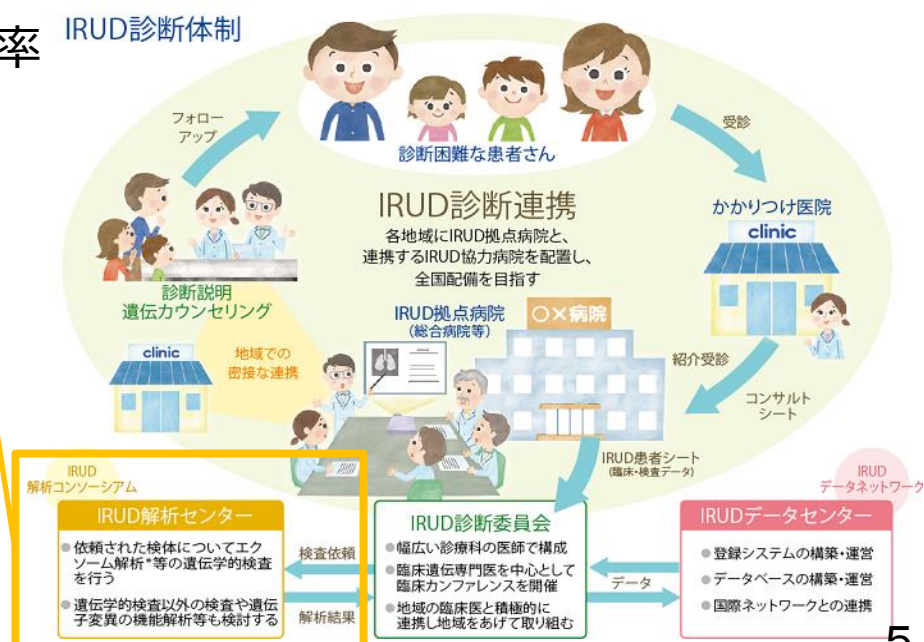 率
IRUD診断体制
フォロー
アップ
受診
診断困難な患者さん
IRUD診断連携
各地域にIRUD拠点病院と、
連携するIRUD協力病院を配置し、
全国配備を目指す
かかりつけ医院
clinic
診断説明
遺伝カウンセリング
IRUD拠点病院
(総合病院等)
〇×病院
clinic
地域での
密接な連携
紹介受診
コンサルト
シート
IRUD患者シート
(臨床・検査データ)
IRUD
解析コンソーシアム
IRUD
データネットワーク
IRUD解析センター
●依頼された検体についてエク
ソーム解析*等の遺伝学的検査
を行う
●遺伝学的検査以外の検査や遺伝
子変異の機能解析等も検討する
検査依頼
解析結果
IRUD診断委員会
●幅広い診療科の医師で構成
●臨床遺伝専門医を中心として
臨床カンファレンスを開催
●地域の臨床医と積極的に
連携し地域をあげて取り組む
データ
IRUDデータセンター
●登録システムの構築・運営
●データベースの構築・運営
●国際ネットワークとの連携
5